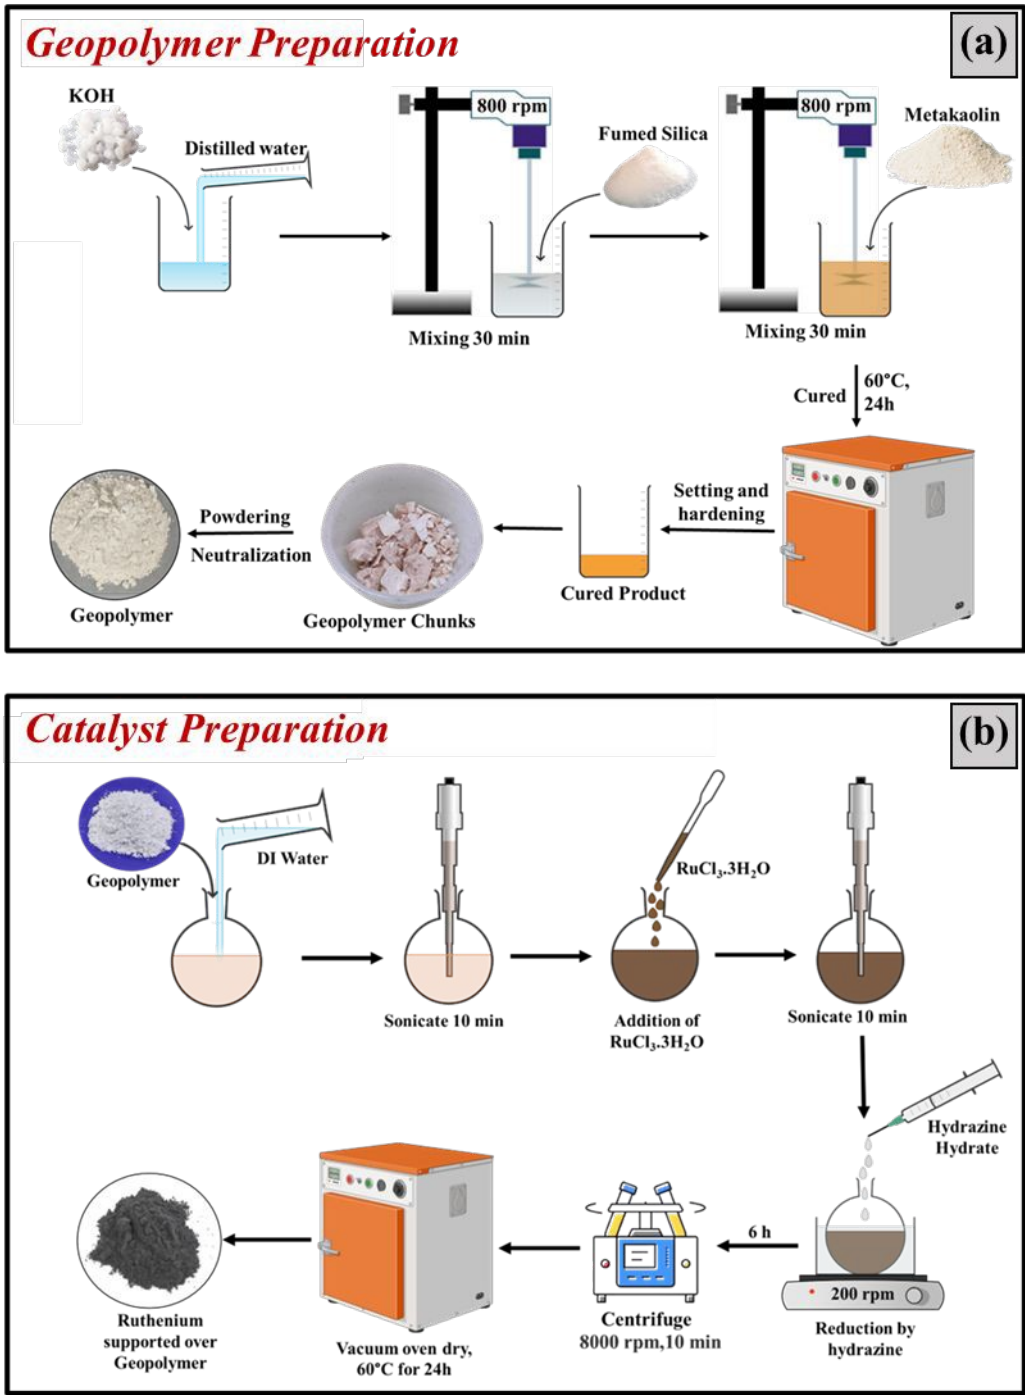 Geopolymer Preparation
(a)
KOH
Distilled water
800 rpm
Fumed Silica
800 rpm
Metakaolin
Mixing 30 min
Mixing 30 min
Cured
60°C,
24h
Setting and
hardening
Cured Product
Geopolymer Chunks
Powdering
Neutralization
Geopolymer
Catalyst Preparation
(b)
Geopolymer
DI Water
Sonicate 10 min
RuCl₃.3H₂O
Addition of
RuCl₃.3H₂O
Sonicate 10 min
Hydrazine
Hydrate
200 rpm
Reduction by
hydrazine
6 h
Centrifuge
8000 rpm,10 min
Vacuum oven dry,
60°C for 24h
Ruthenium
supported over
Geopolymer